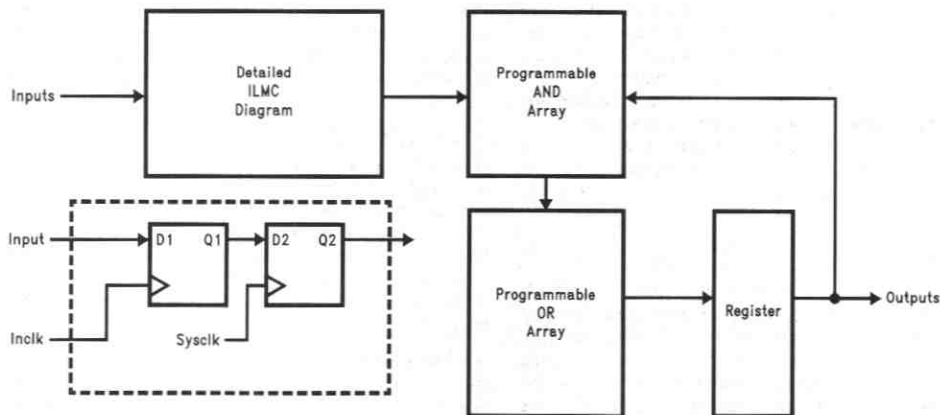 Detailed
ILMC
Diagram
Programmable
AND
Array
Inputs
Input
D1
Q1
D2
Q2
Inclk
Sysclk
Programmable
OR
Array
Register
Outputs